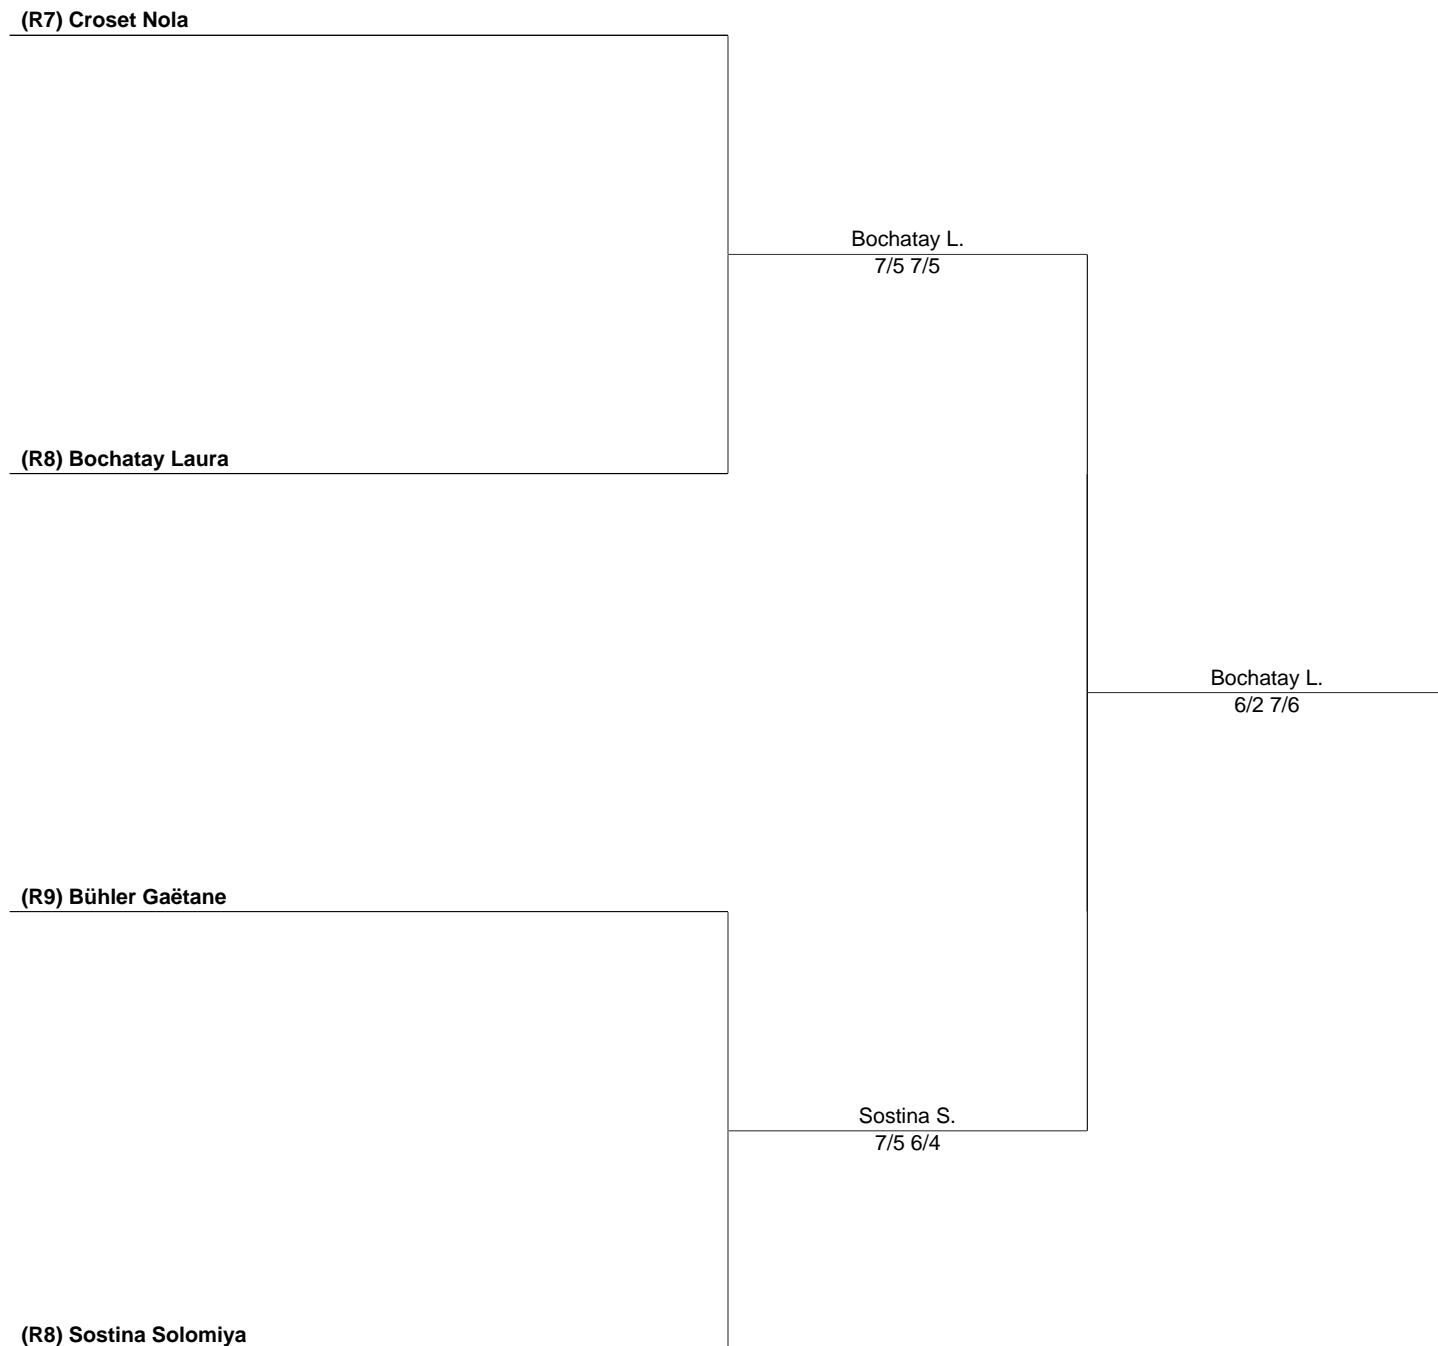 (R7) Croset Nola
Bochatay L.
7/5 7/5
(R8) Bochatay Laura
Bochatay L.
6/2 7/6
(R9) Bühler Gaëtane
Sostina S.
7/5 6/4
(R8) Sostina Solomiya